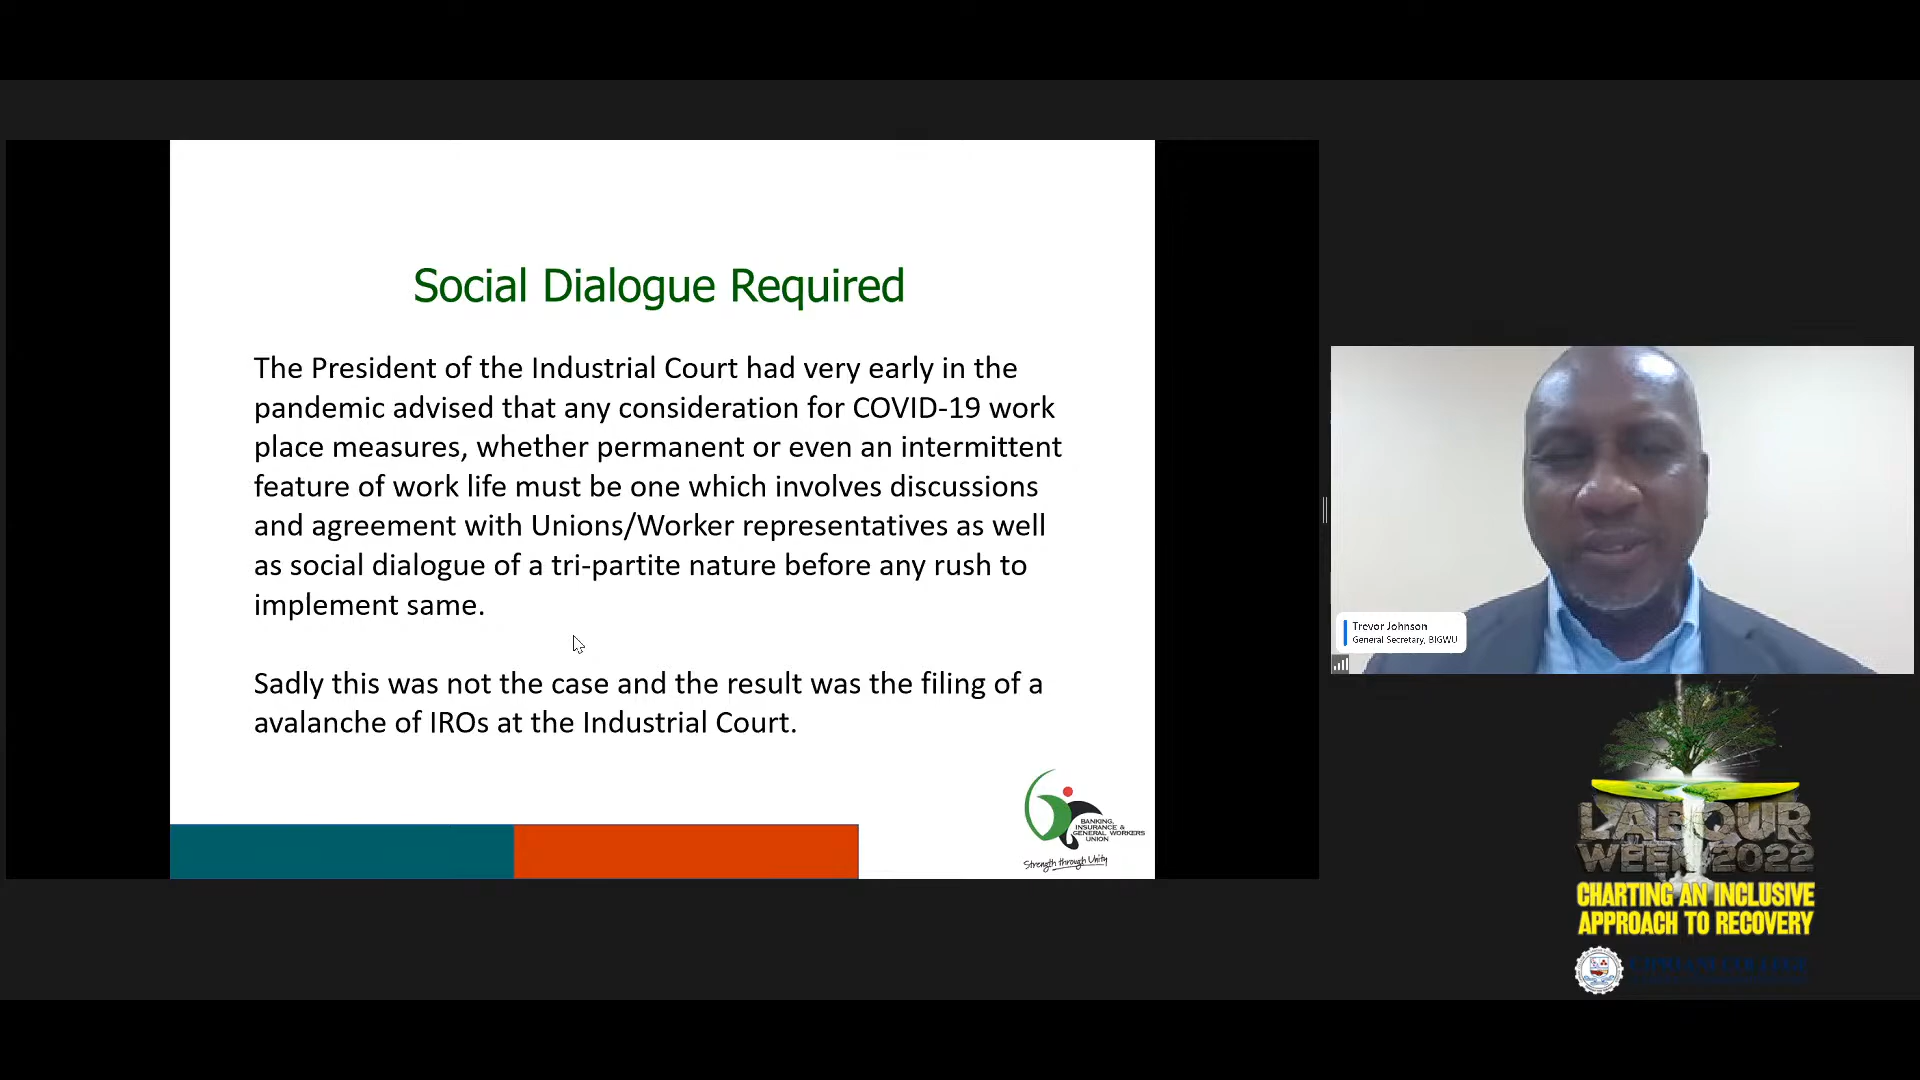 Social Dialogue Required
The President of the Industrial Court had very early in the
pandemic advised that any consideration for COVID-19 work
place measures, whether permanent or even an intermittent
feature of work life must be one which involves discussions
and agreement with Unions/Worker representatives as well
as social dialogue of a tri-partite nature before any rush to
implement same.
Sadly this was not the case and the result was the filing of a
avalanche of IROs at the Industrial Court.
BANKING,
INSURANCE &
GENERAL WORKERS
UNION
Strength through Unity
Trevor Johnson
General Secretary, BIGWU
LABOUR
WEEK 2022
CHARTING AN INCLUSIVE
APPROACH TO RECOVERY